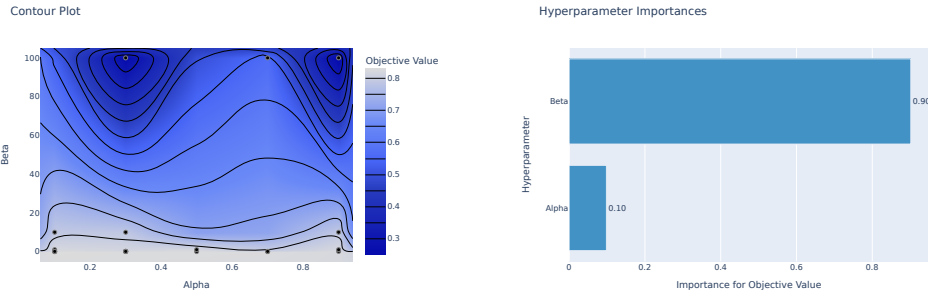 Contour Plot
Hyperparameter Importances
Objective Value
100
80
60
40
20
0
Beta
0.2
0.4
0.6
0.8
Alpha
0.8
0.7
0.6
0.5
0.4
0.3
Hyperparameter
Beta
Alpha
0.90
0.10
0
0.2
0.4
0.6
0.8
Importance for Objective Value